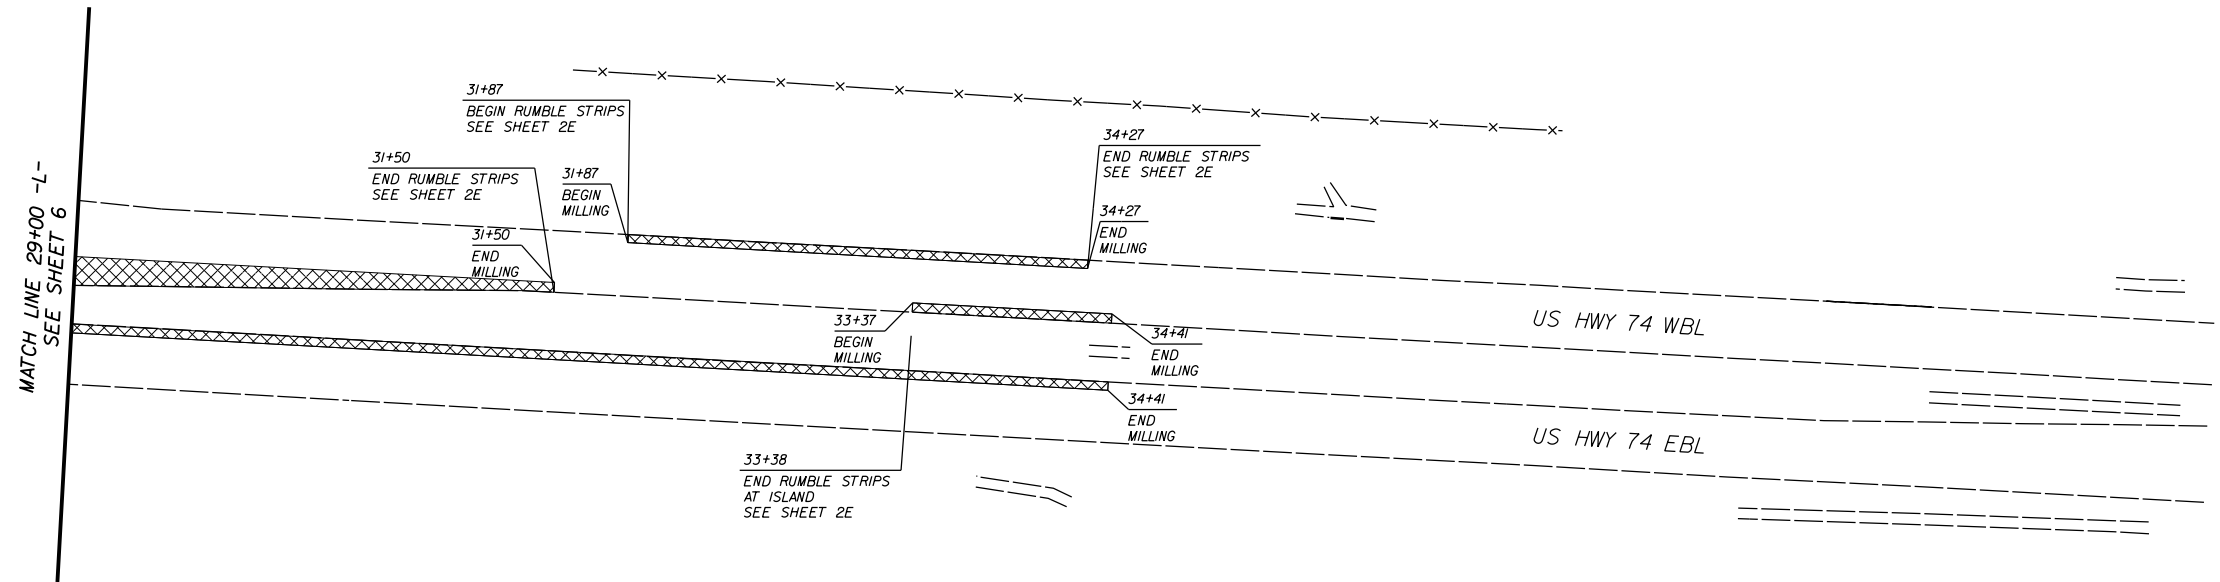 MATCH LINE 29+00 -L-
SEE SHEET 6
31+87
BEGIN RUMBLE STRIPS
SEE SHEET 2E
31+50
END RUMBLE STRIPS
SEE SHEET 2E
31+87
BEGIN
MILLING
31+50
END
MILLING
34+27
END RUMBLE STRIPS
SEE SHEET 2E
34+27
END
MILLING
33+37
BEGIN
MILLING
34+41
END
MILLING
34+41
END
MILLING
33+38
END RUMBLE STRIPS
AT ISLAND
SEE SHEET 2E
US HWY 74 WBL
US HWY 74 EBL